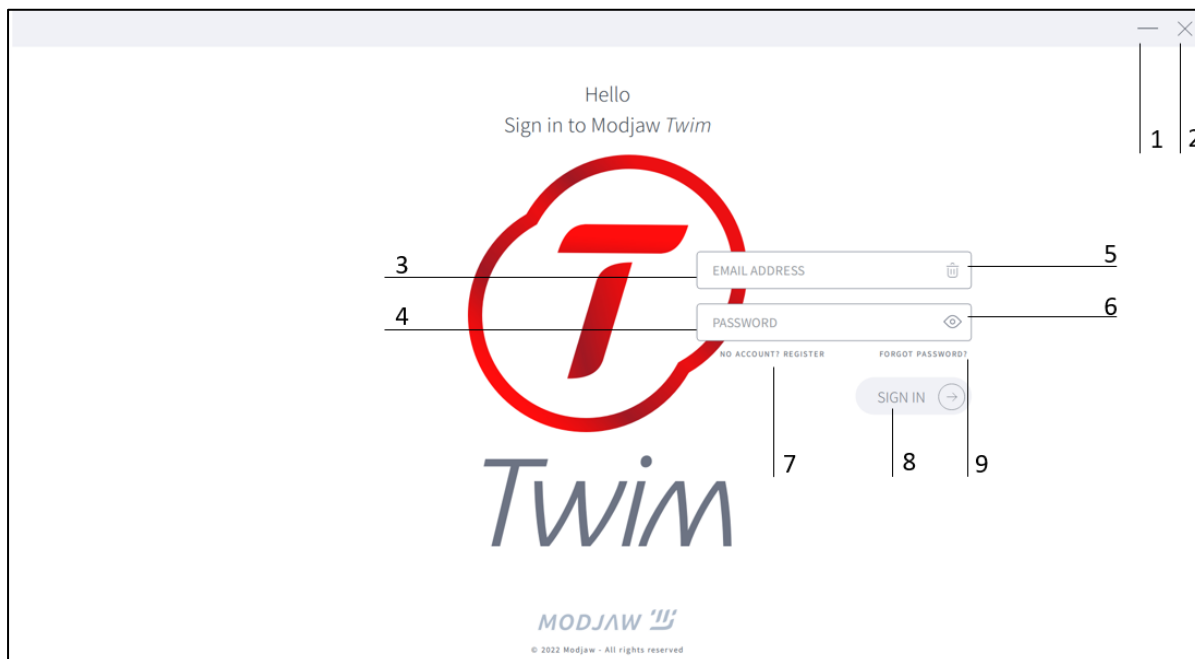 1
2
Hello
Sign in to Modjaw Twim
T
3
EMAIL ADDRESS
5
4
PASSWORD
6
NO ACCOUNT? REGISTER
FORGOT PASSWORD?
SIGN IN
7
8
9
Twim
MODJAW
© 2022 Modjaw - All rights reserved